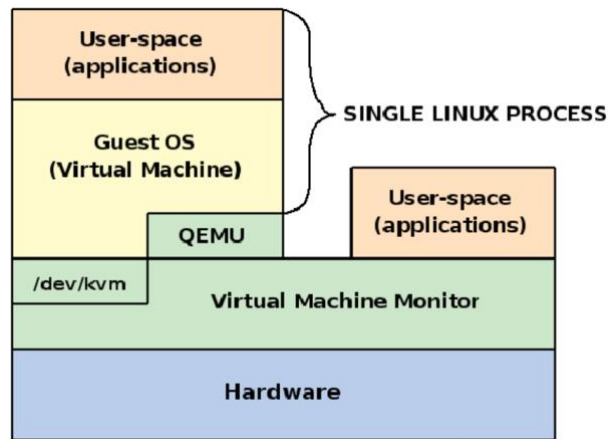 User-space
(applications)
SINGLE LINUX PROCESS
Guest OS
(Virtual Machine)
User-space
(applications)
QEMU
/dev/kvm
Virtual Machine Monitor
Hardware